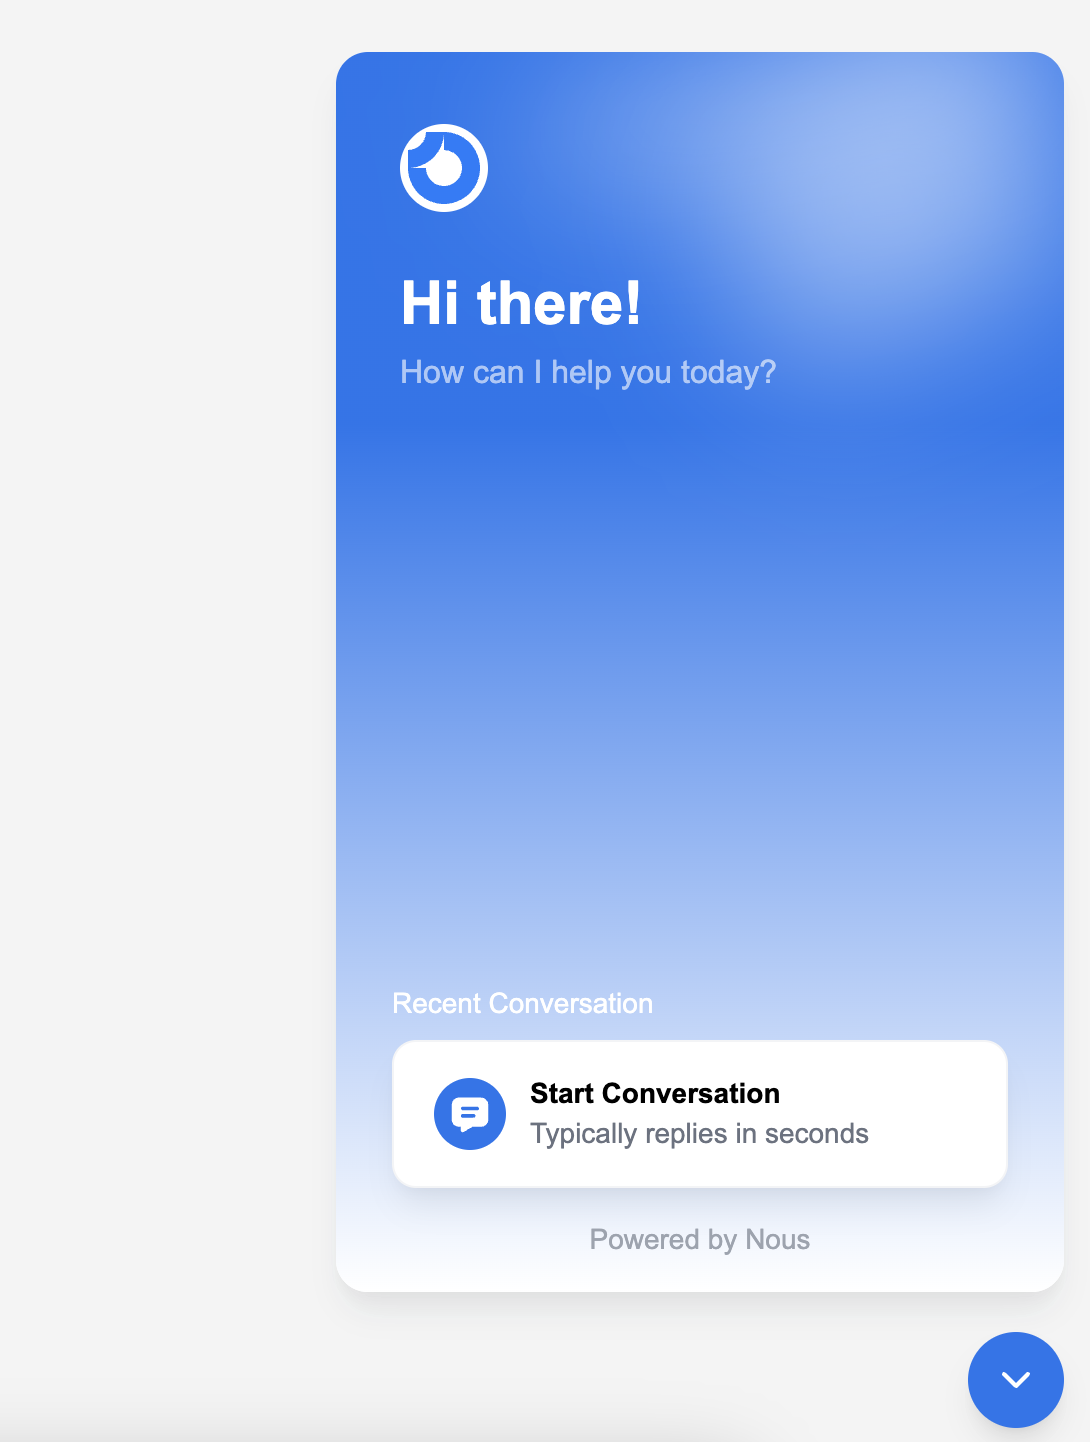 Hi there!
How can I help you today?
Recent Conversation
Start Conversation
Typically replies in seconds
Powered by Nous